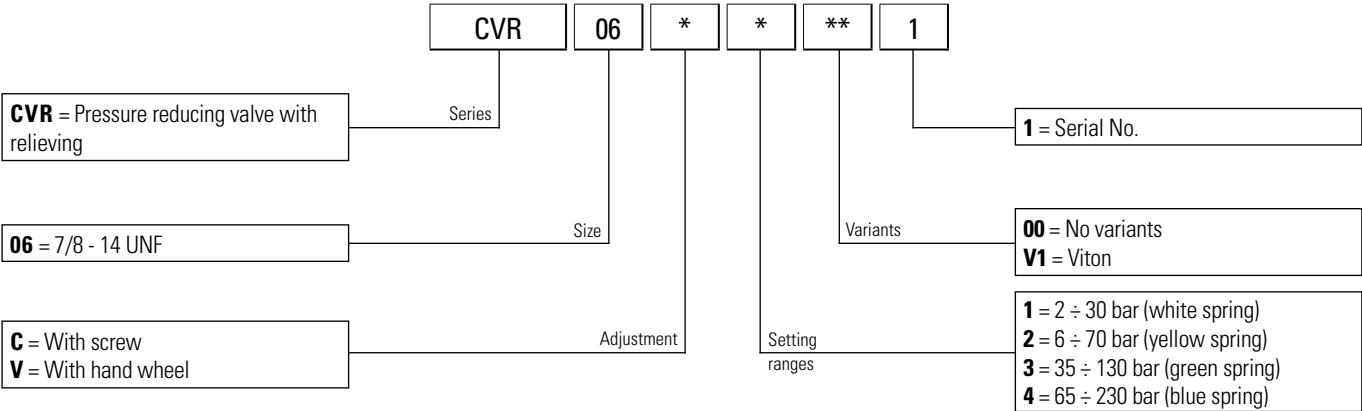 CVR 06 * * ** 1
CVR = Pressure reducing valve with
relieving
Series
1 = Serial No.
06 = 7/8 - 14 UNF
Size
Variants
00 = No variants
V1 = Viton
C = With screw
V = With hand wheel
Adjustment
Setting
ranges
1 = 2 ÷ 30 bar (white spring)
2 = 6 ÷ 70 bar (yellow spring)
3 = 35 ÷ 130 bar (green spring)
4 = 65 ÷ 230 bar (blue spring)